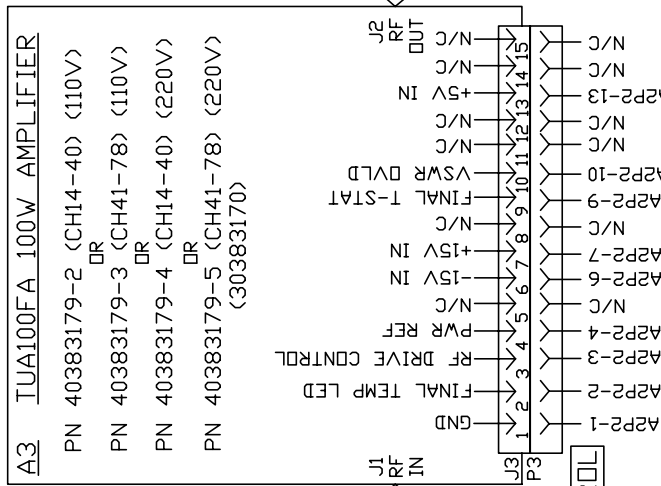 A3 TUA100FA 100W AMPLIFIER
PN 40383179-2 (CH14-40) (110V)
OR
PN 40383179-3 (CH41-78) (110V)
OR
PN 40383179-4 (CH14-40) (220V)
OR
PN 40383179-5 (CH41-78) (220V)
(30383170)
J1
RF
IN
J2
RF
OUT
J3
P3
GND 1 A2P2-1
FINAL TEMP LED 2 A2P2-2
RF DRIVE CONTROL 3 A2P2-3
PWR REF 4 A2P2-4
N/C 5 N/C
-15V IN 6 A2P2-6
+15V IN 7 A2P2-7
N/C 8 N/C
FINAL T-STAT 9 A2P2-9
VSWR OVLD 10 A2P2-10
N/C 11 N/C
N/C 12 N/C
+5V IN 13 A2P2-13
N/C 14 N/C
N/C 15 N/C